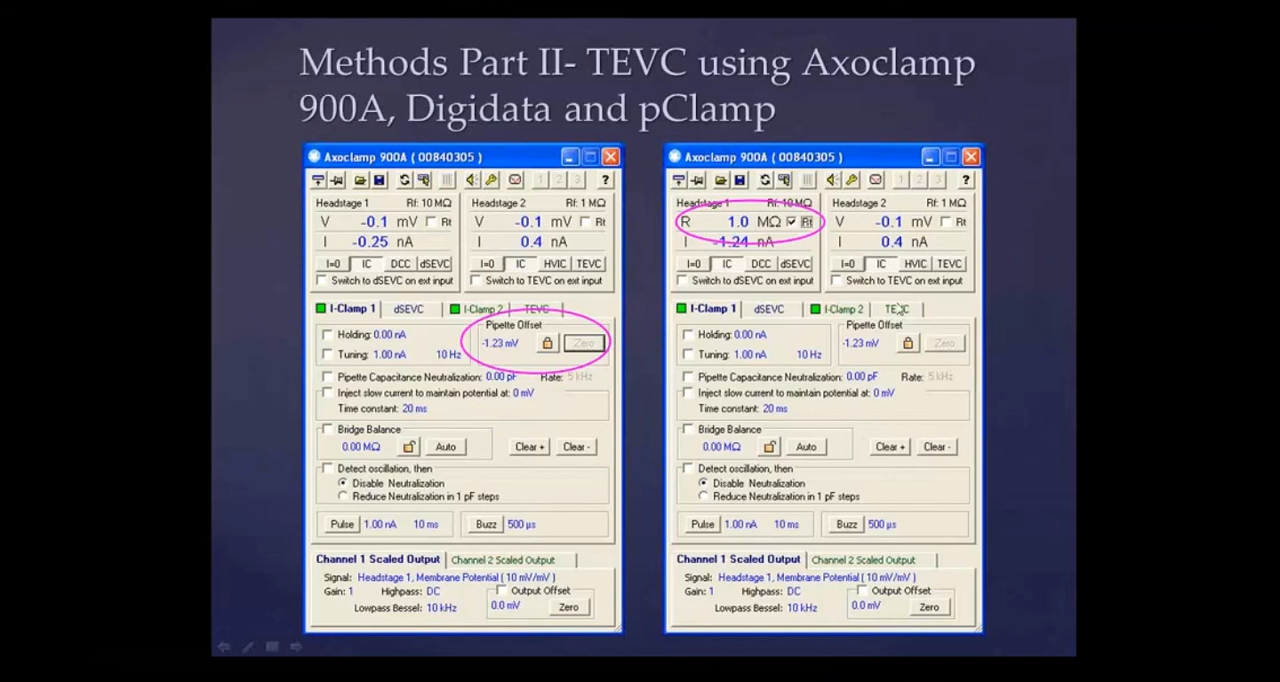 Methods Part II- TEVC using Axoclamp
900A, Digidata and pClamp
Axoclamp 900A ( 00840305 )
1 2 3 ?
Headstage 1 Rf: 10 MΩ
V -0.1 mV Rt
I -0.25 nA
I=0 IC DCC dSEVC
Switch to dSEVC on ext input
Headstage 2 Rf: 1 MΩ
V -0.1 mV Rt
I 0.4 nA
I=0 IC HVIC TEVC
Switch to TEVC on ext input
I-Clamp 1 dSEVC I-Clamp 2 TEVC
Holding: 0.00 nA
Tuning: 1.00 nA 10 Hz
Pipette Offset
-1.23 mV Zero
Pipette Capacitance Neutralization: 0.00 pF Rate: 5 kHz
Inject slow current to maintain potential at: 0 mV
Time constant: 20 ms
Bridge Balance
0.00 MΩ Auto Clear + Clear -
Detect oscillation, then
Disable Neutralization
Reduce Neutralization in 1 pF steps
Pulse 1.00 nA 10 ms Buzz 500 µs
Channel 1 Scaled Output Channel 2 Scaled Output
Signal: Headstage 1, Membrane Potential ( 10 mV/mV )
Gain: 1 Highpass: DC Output Offset
Lowpass Bessel: 10 kHz 0.0 mV Zero
Axoclamp 900A ( 00840305 )
1 2 3 ?
Headstage 1 Rf: 10 MΩ
R 1.0 MΩ Rt
I -1.24 nA
I=0 IC DCC dSEVC
Switch to dSEVC on ext input
Headstage 2 Rf: 1 MΩ
V -0.1 mV Rt
I 0.4 nA
I=0 IC HVIC TEVC
Switch to TEVC on ext input
I-Clamp 1 dSEVC I-Clamp 2 TEVC
Holding: 0.00 nA
Tuning: 1.00 nA 10 Hz
Pipette Offset
-1.23 mV Zero
Pipette Capacitance Neutralization: 0.00 pF Rate: 5 kHz
Inject slow current to maintain potential at: 0 mV
Time constant: 20 ms
Bridge Balance
0.00 MΩ Auto Clear + Clear -
Detect oscillation, then
Disable Neutralization
Reduce Neutralization in 1 pF steps
Pulse 1.00 nA 10 ms Buzz 500 µs
Channel 1 Scaled Output Channel 2 Scaled Output
Signal: Headstage 1, Membrane Potential ( 10 mV/mV )
Gain: 1 Highpass: DC Output Offset
Lowpass Bessel: 10 kHz 0.0 mV Zero